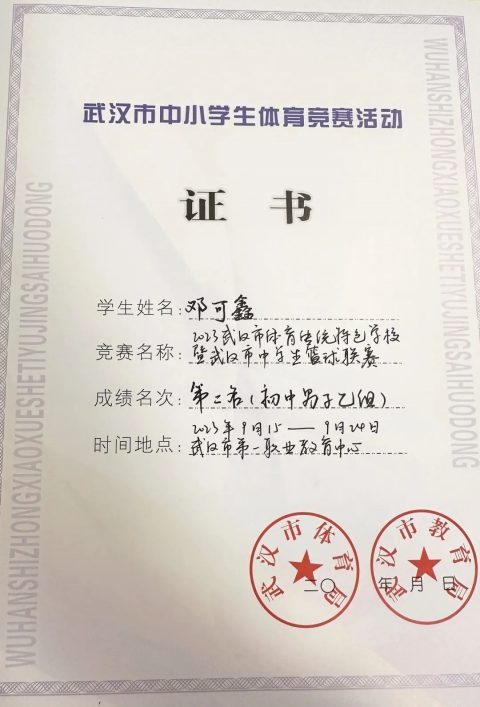 武汉市中小学生体育竞赛活动
证书
学生姓名：邓可鑫
竞赛名称：2023武汉市体育传统特色学校
暨武汉市中学生篮球联赛
成绩名次：第二名（初中男子乙组）
时间地点：2023年9月15——9月24日
武汉市第一职业教育中心
武汉市体育局
武汉市教育局
二〇 年 月 日
WUHANSHIZHONGXIAOXUESHETIYUJINGSAIHUODONG
WUHANSHIZHONGXIAOXUESHETIYUJINGSAIHUODONG